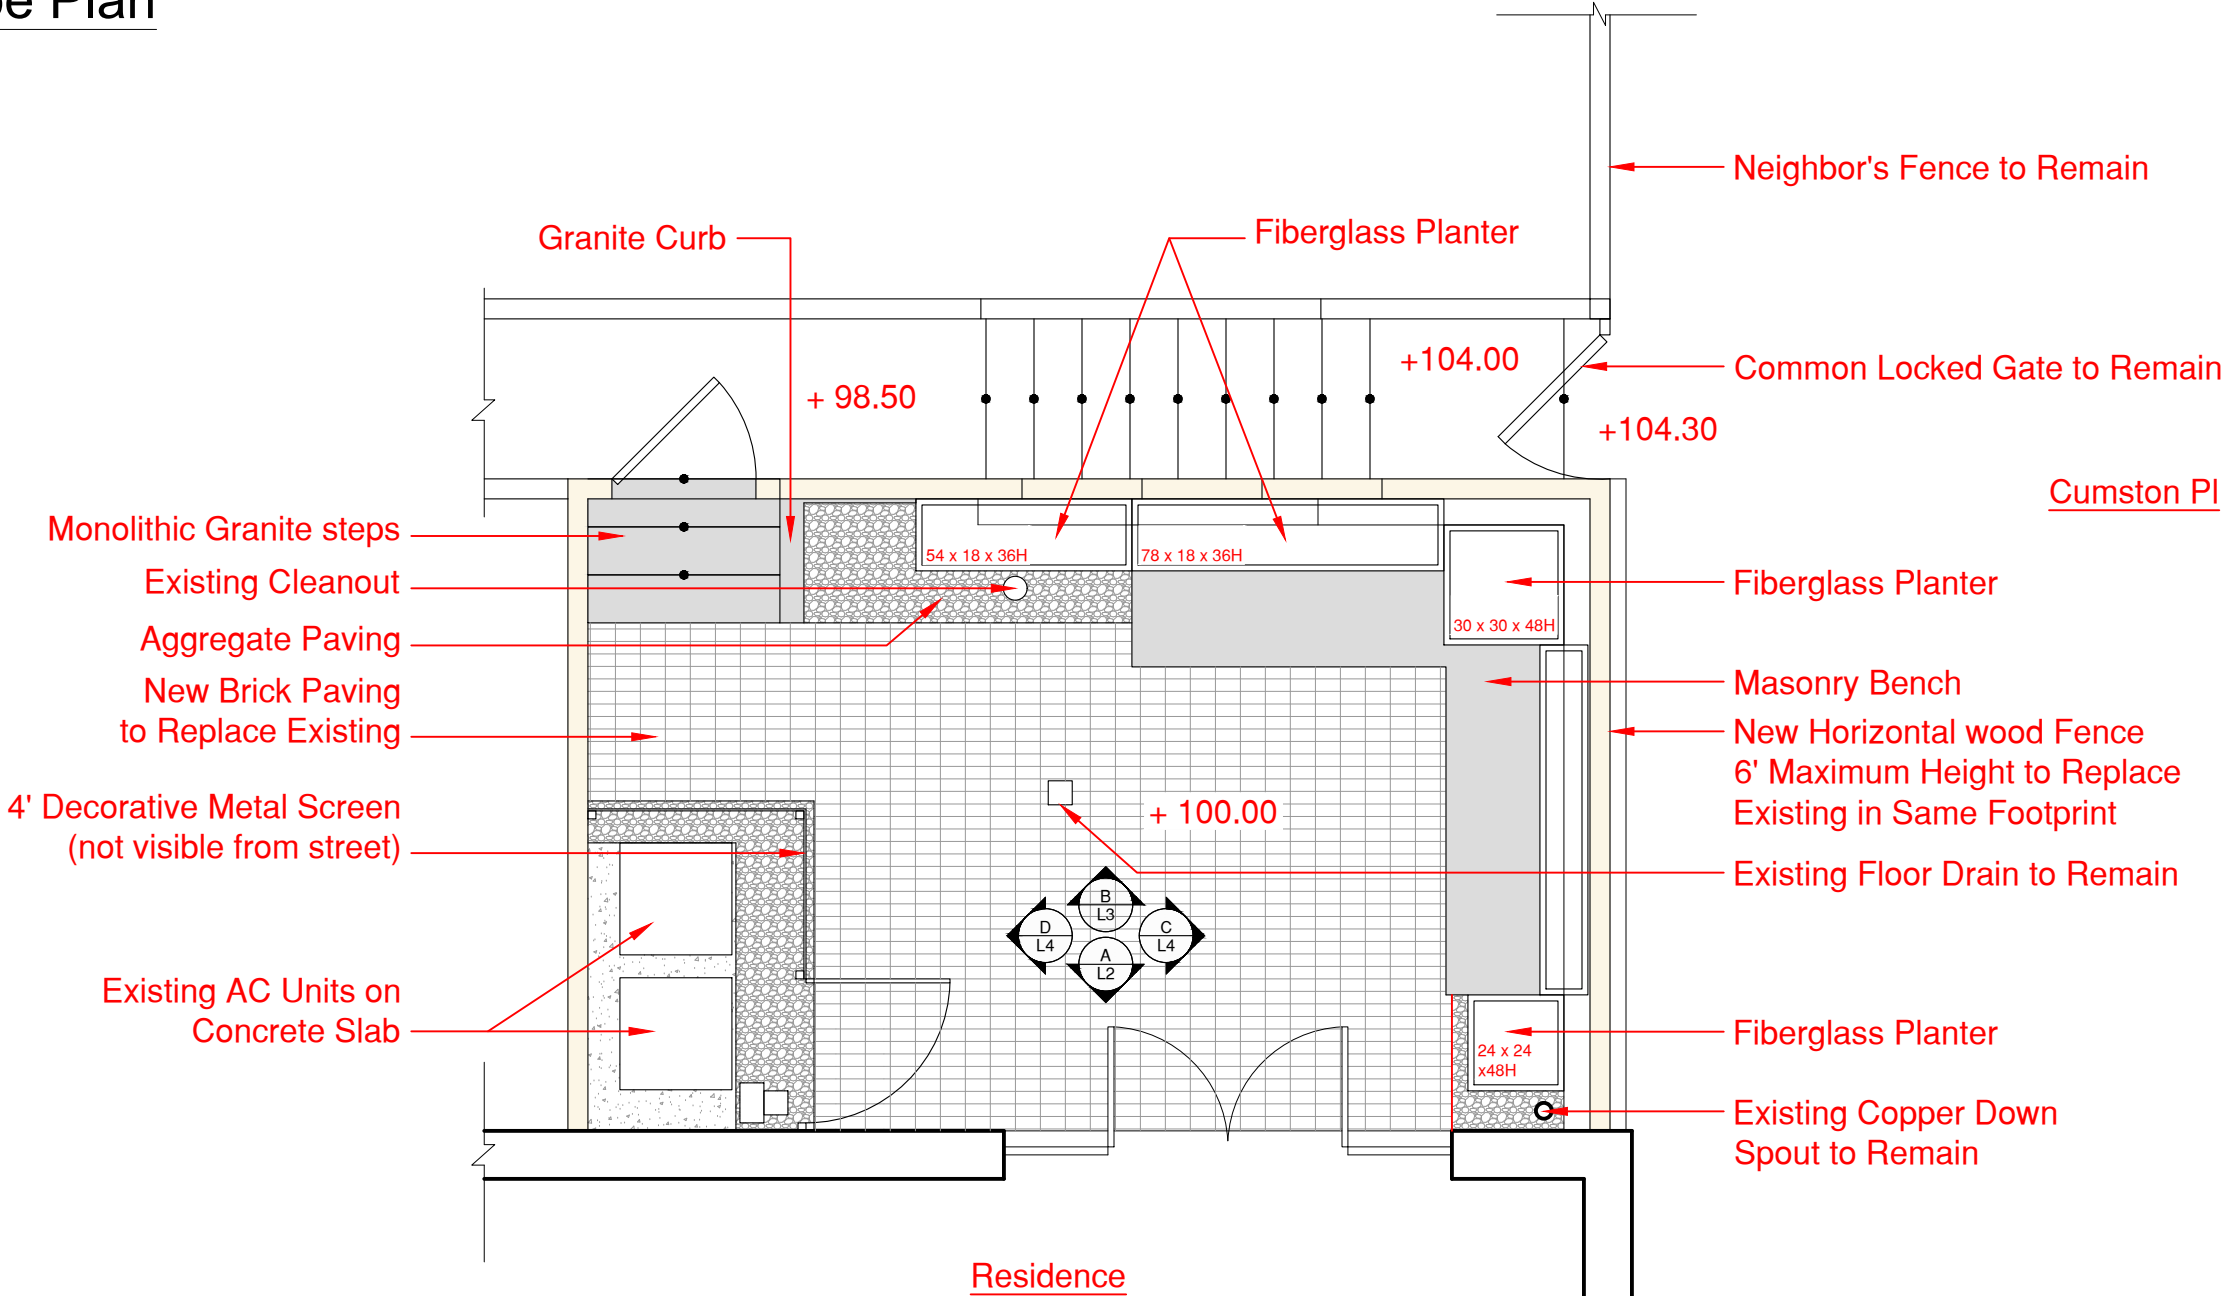 Plan
Neighbor's Fence to Remain
Granite Curb
Fiberglass Planter
+104.00
Common Locked Gate to Remain
+ 98.50
+104.30
Cumston Pl
Monolithic Granite steps
54 x 18 x 36H
78 x 18 x 36H
Existing Cleanout
Fiberglass Planter
30 x 30 x 48H
Aggregate Paving
New Brick Paving
to Replace Existing
Masonry Bench
New Horizontal wood Fence
6' Maximum Height to Replace
Existing in Same Footprint
4' Decorative Metal Screen
(not visible from street)
+ 100.00
Existing Floor Drain to Remain
B
L3
D
L4
C
L4
A
L2
Existing AC Units on
Concrete Slab
Fiberglass Planter
24 x 24
x48H
Existing Copper Down
Spout to Remain
Residence